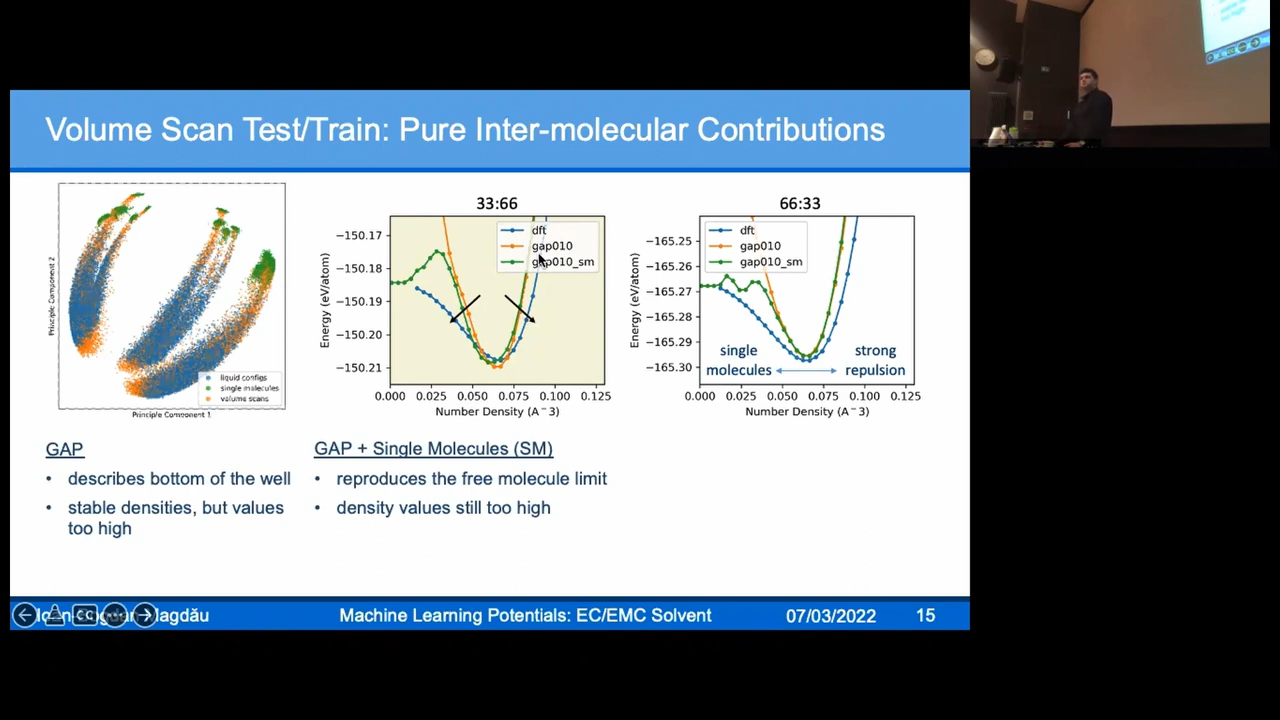 Volume Scan Test/Train: Pure Inter-molecular Contributions
Principle Component 2
liquid configs
single molecules
volume scans
Principle Component 1
33:66
dft
gap010
gap010_sm
Energy (eV/atom)
−150.17
−150.18
−150.19
−150.20
−150.21
0.000 0.025 0.050 0.075 0.100 0.125
Number Density (A^-3)
66:33
dft
gap010
gap010_sm
Energy (eV/atom)
−165.25
−165.26
−165.27
−165.28
−165.29
−165.30
single molecules
strong repulsion
0.000 0.025 0.050 0.075 0.100 0.125
Number Density (A^-3)
GAP
• describes bottom of the well
• stable densities, but values
too high
GAP + Single Molecules (SM)
• reproduces the free molecule limit
• density values still too high
Magdău
Machine Learning Potentials: EC/EMC Solvent
07/03/2022
15